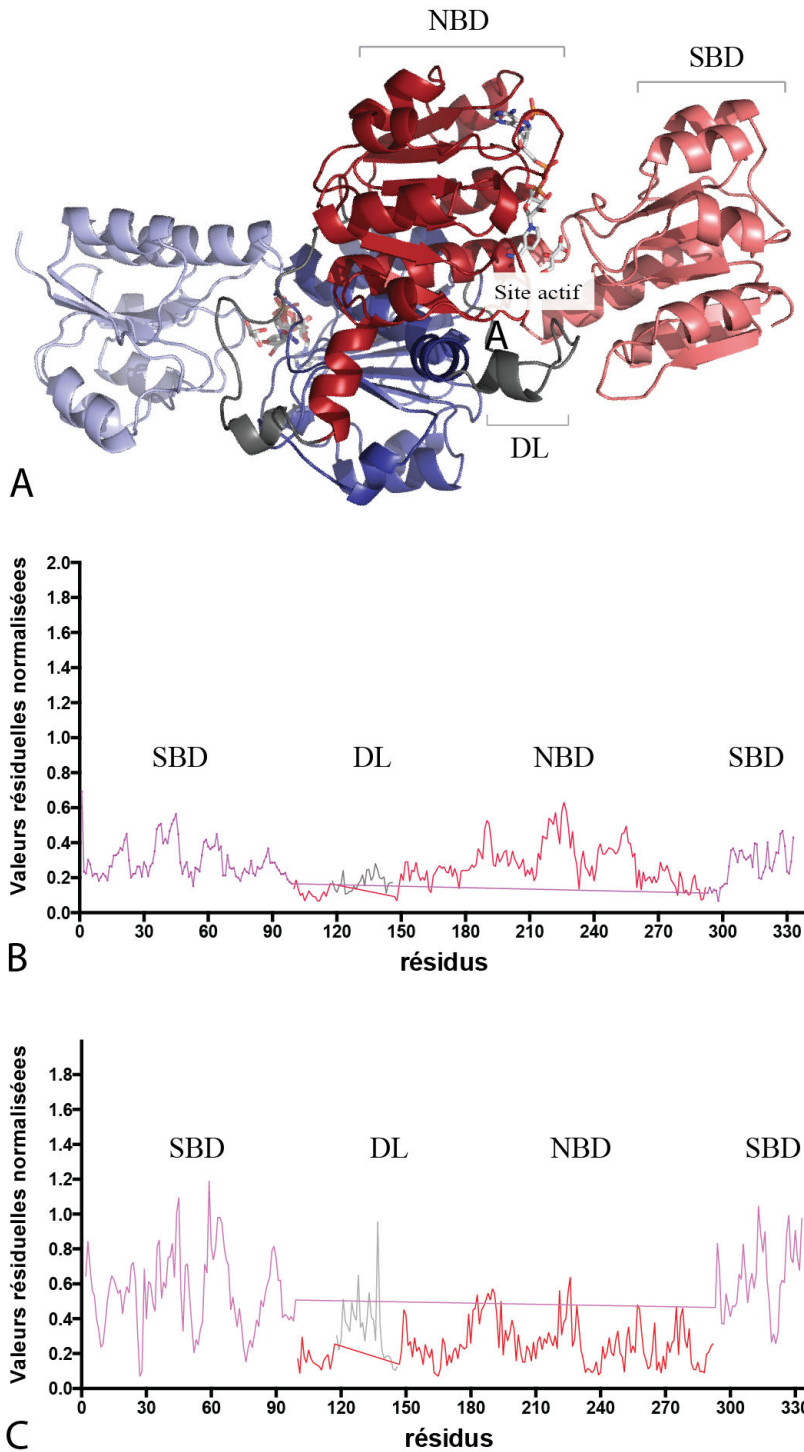 NBD
SBD
Site actif
A
DL
A
Valeurs résiduelles normaliséees
2.0
1.8
1.6
1.4
1.2
1.0
0.8
0.6
0.4
0.2
0.0
SBD DL NBD SBD
0 30 60 90 120 150 180 210 240 270 300 330
résidus
B
Valeurs résiduelles normaliséees
1.8
1.6
1.4
1.2
1.0
0.8
0.6
0.4
0.2
0.0
SBD DL NBD SBD
0 30 60 90 120 150 180 210 240 270 300 330
résidus
C